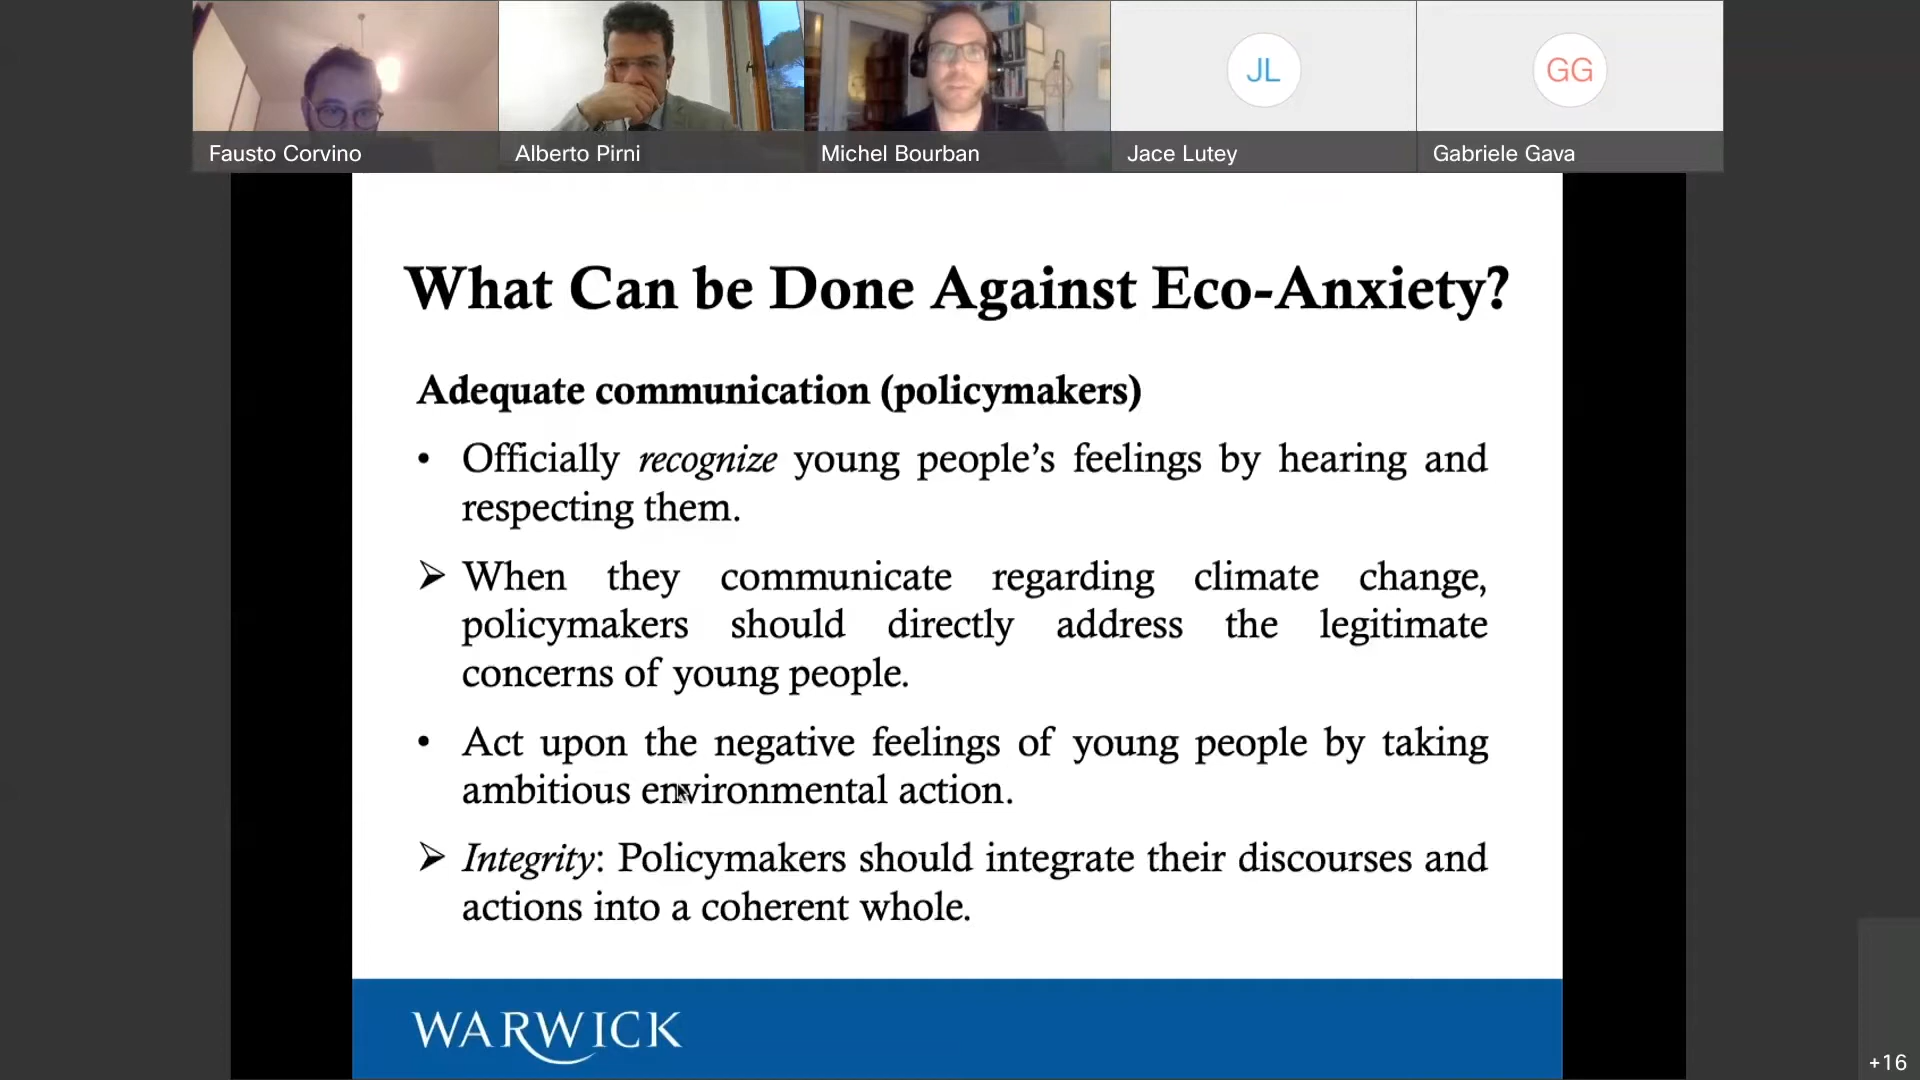 Fausto Corvino
Alberto Pirni
Michel Bourban
JL
Jace Lutey
GG
Gabriele Gava
What Can be Done Against Eco-Anxiety?
Adequate communication (policymakers)
• Officially recognize young people’s feelings by hearing and
respecting them.
➢ When they communicate regarding climate change,
policymakers should directly address the legitimate
concerns of young people.
• Act upon the negative feelings of young people by taking
ambitious environmental action.
➢ Integrity: Policymakers should integrate their discourses and
actions into a coherent whole.
WARWICK
+16